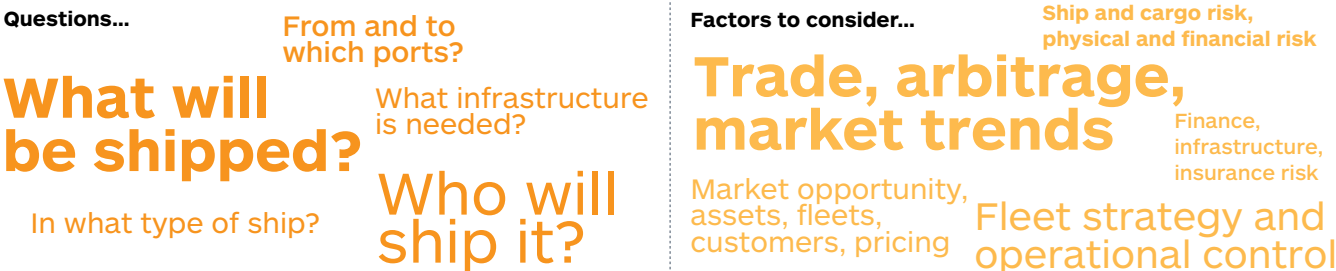 Questions...
From and to
which ports?
What will
be shipped?
What infrastructure
is needed?
Who will
ship it?
In what type of ship?
Factors to consider...
Ship and cargo risk,
physical and financial risk
Trade, arbitrage,
market trends
Finance,
infrastructure,
insurance risk
Market opportunity,
assets, fleets,
customers, pricing
Fleet strategy and
operational control